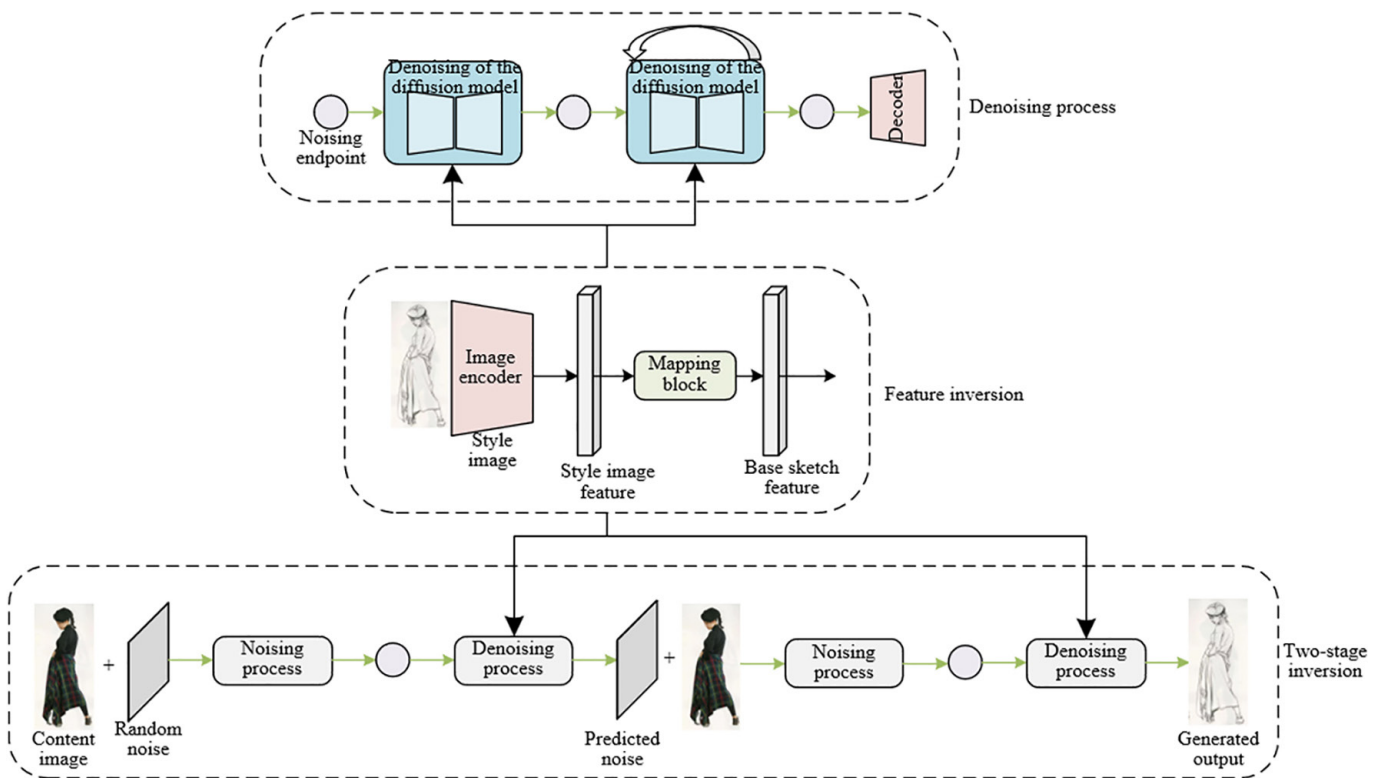 Denoising of the
diffusion model
Denoising of the
diffusion model
Decoder
Denoising process
Noising
endpoint
Image
encoder
Mapping
block
Feature inversion
Style
image
Style image
feature
Base sketch
feature
+
Noising
process
Denoising
process
+
Noising
process
Denoising
process
Two-stage
inversion
Content
image
Random
noise
Predicted
noise
Generated
output